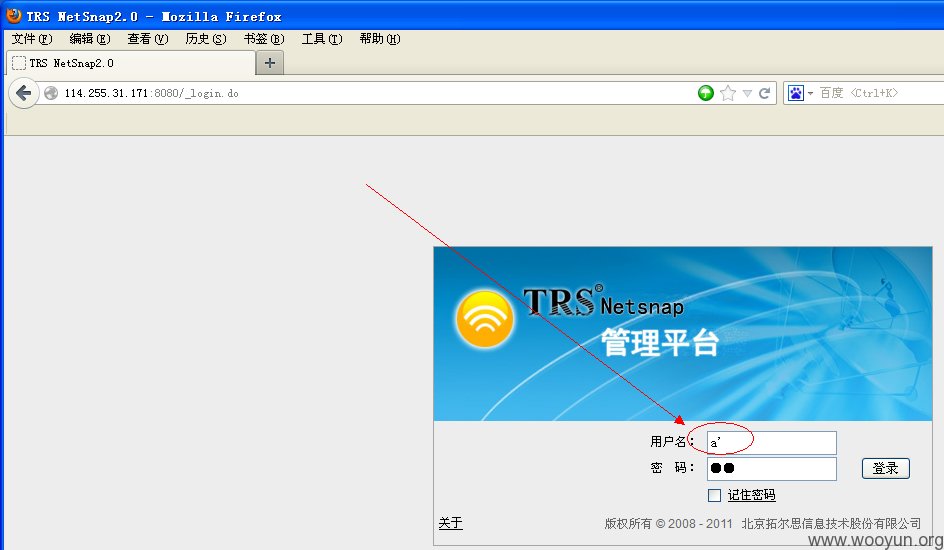 TRS NetSnap2.0 - Mozilla Firefox
文件(F) 编辑(E) 查看(V) 历史(S) 书签(B) 工具(T) 帮助(H)
TRS NetSnap2.0
114.255.31.171:8080/_login.do 百度 <Ctrl+K>
TRS® Netsnap
管理平台
用户名： a'
密 码： ●●
登录
记住密码
关于 版权所有 © 2008 - 2011 北京拓尔思信息技术股份有限公司
www.wooyun.org